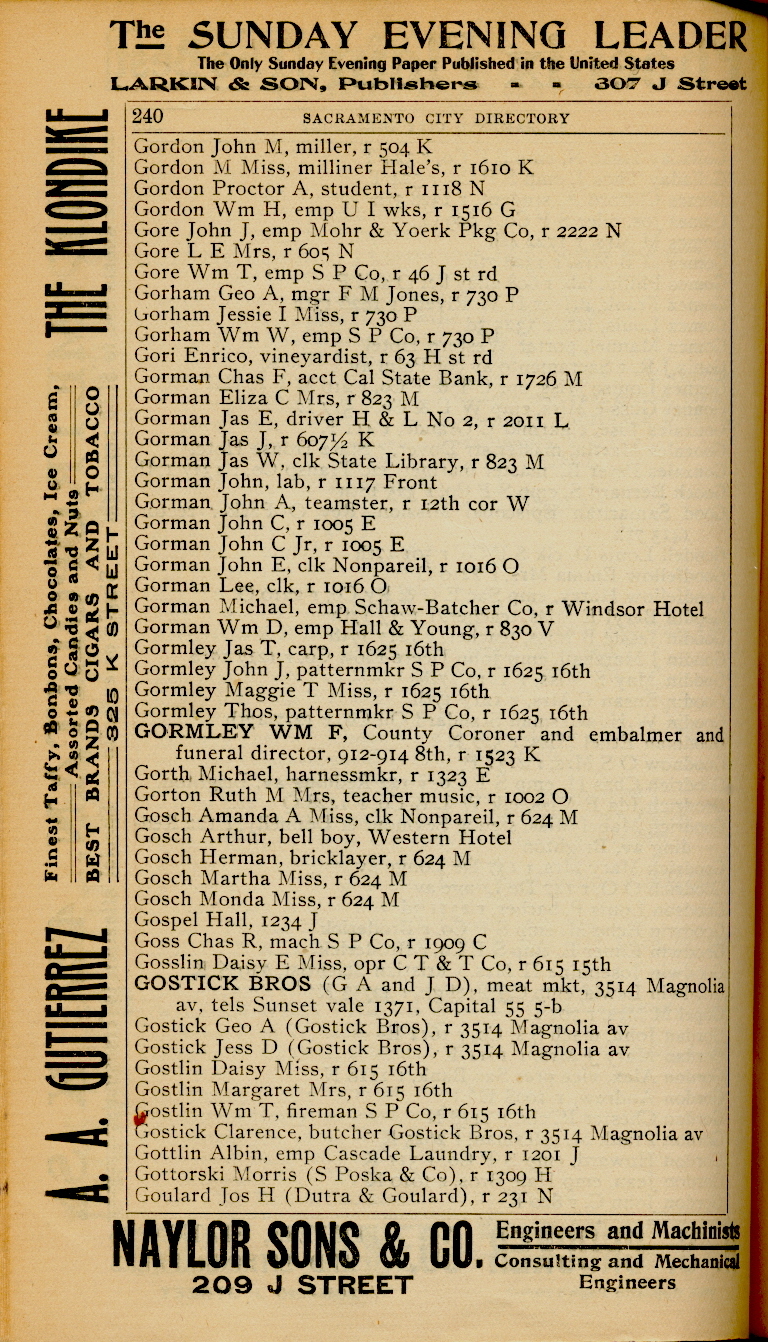 The SUNDAY EVENING LEADER
The Only Sunday Evening Paper Published in the United States
LARKIN & SON, Publishers - - 307 J Street
240 SACRAMENTO CITY DIRECTORY
Gordon John M, miller, r 504 K
Gordon M Miss, milliner Hale's, r 1610 K
Gordon Proctor A, student, r 1118 N
Gordon Wm H, emp U I wks, r 1516 G
Gore John J, emp Mohr & Yoerk Pkg Co, r 2222 N
Gore L E Mrs, r 605 N
Gore Wm T, emp S P Co, r 46 J st rd
Gorham Geo A, mgr F M Jones, r 730 P
Gorham Jessie I Miss, r 730 P
Gorham Wm W, emp S P Co, r 730 P
Gori Enrico, vineyardist, r 63 H st rd
Gorman Chas F, acct Cal State Bank, r 1726 M
Gorman Eliza C Mrs, r 823 M
Gorman Jas E, driver H & L No 2, r 2011 L
Gorman Jas J, r 607½ K
Gorman Jas W, clk State Library, r 823 M
Gorman John, lab, r 1117 Front
Gorman John A, teamster, r 12th cor W
Gorman John C, r 1005 E
Gorman John C Jr, r 1005 E
Gorman John E, clk Nonpareil, r 1016 O
Gorman Lee, clk, r 1016 O
Gorman Michael, emp Schaw-Batcher Co, r Windsor Hotel
Gorman Wm D, emp Hall & Young, r 830 V
Gormley Jas T, carp, r 1625 16th
Gormley John J, patternmkr S P Co, r 1625 16th
Gormley Maggie T Miss, r 1625 16th
Gormley Thos, patternmkr S P Co, r 1625 16th
GORMLEY WM F, County Coroner and embalmer and
funeral director, 912-914 8th, r 1523 K
Gorth Michael, harnessmkr, r 1323 E
Gorton Ruth M Mrs, teacher music, r 1002 O
Gosch Amanda A Miss, clk Nonpareil, r 624 M
Gosch Arthur, bell boy, Western Hotel
Gosch Herman, bricklayer, r 624 M
Gosch Martha Miss, r 624 M
Gosch Monda Miss, r 624 M
Gospel Hall, 1234 J
Goss Chas R, mach S P Co, r 1909 C
Gosslin Daisy E Miss, opr C T & T Co, r 615 15th
GOSTICK BROS (G A and J D), meat mkt, 3514 Magnolia
av, tels Sunset vale 1371, Capital 55 5-b
Gostick Geo A (Gostick Bros), r 3514 Magnolia av
Gostick Jess D (Gostick Bros), r 3514 Magnolia av
Gostlin Daisy Miss, r 615 16th
Gostlin Margaret Mrs, r 615 16th
Gostlin Wm T, fireman S P Co, r 615 16th
Gostick Clarence, butcher Gostick Bros, r 3514 Magnolia av
Gottlin Albin, emp Cascade Laundry, r 1201 J
Gottorski Morris (S Poska & Co), r 1309 H
Goulard Jos H (Dutra & Goulard), r 231 N
A. A. GUTIERREZ THE KLONDIKE
Finest Taffy, Bonbons, Chocolates, Ice Cream,
Assorted Candies and Nuts
BEST BRANDS CIGARS AND TOBACCO
325 K STREET
NAYLOR SONS & CO.
209 J STREET
Engineers and Machinists
Consulting and Mechanical
Engineers